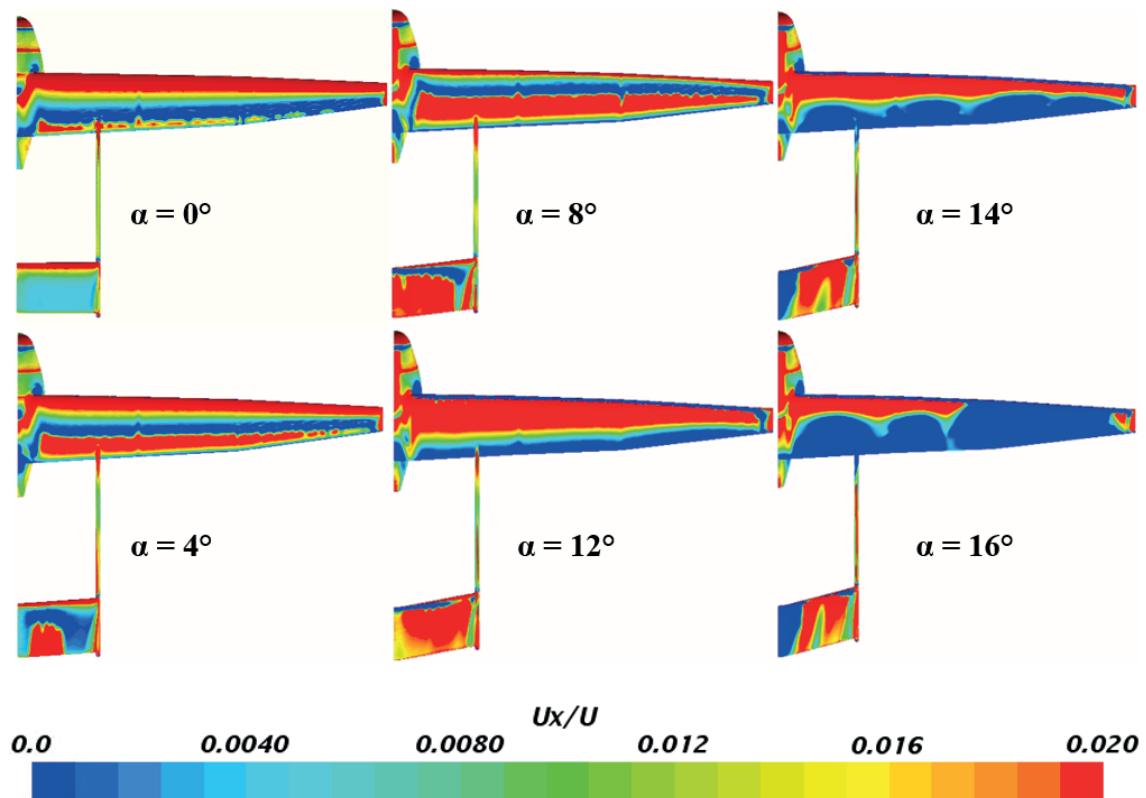 α = 0°
α = 8°
α = 14°
α = 4°
α = 12°
α = 16°
Ux/U
0.0 0.0040 0.0080 0.012 0.016 0.020